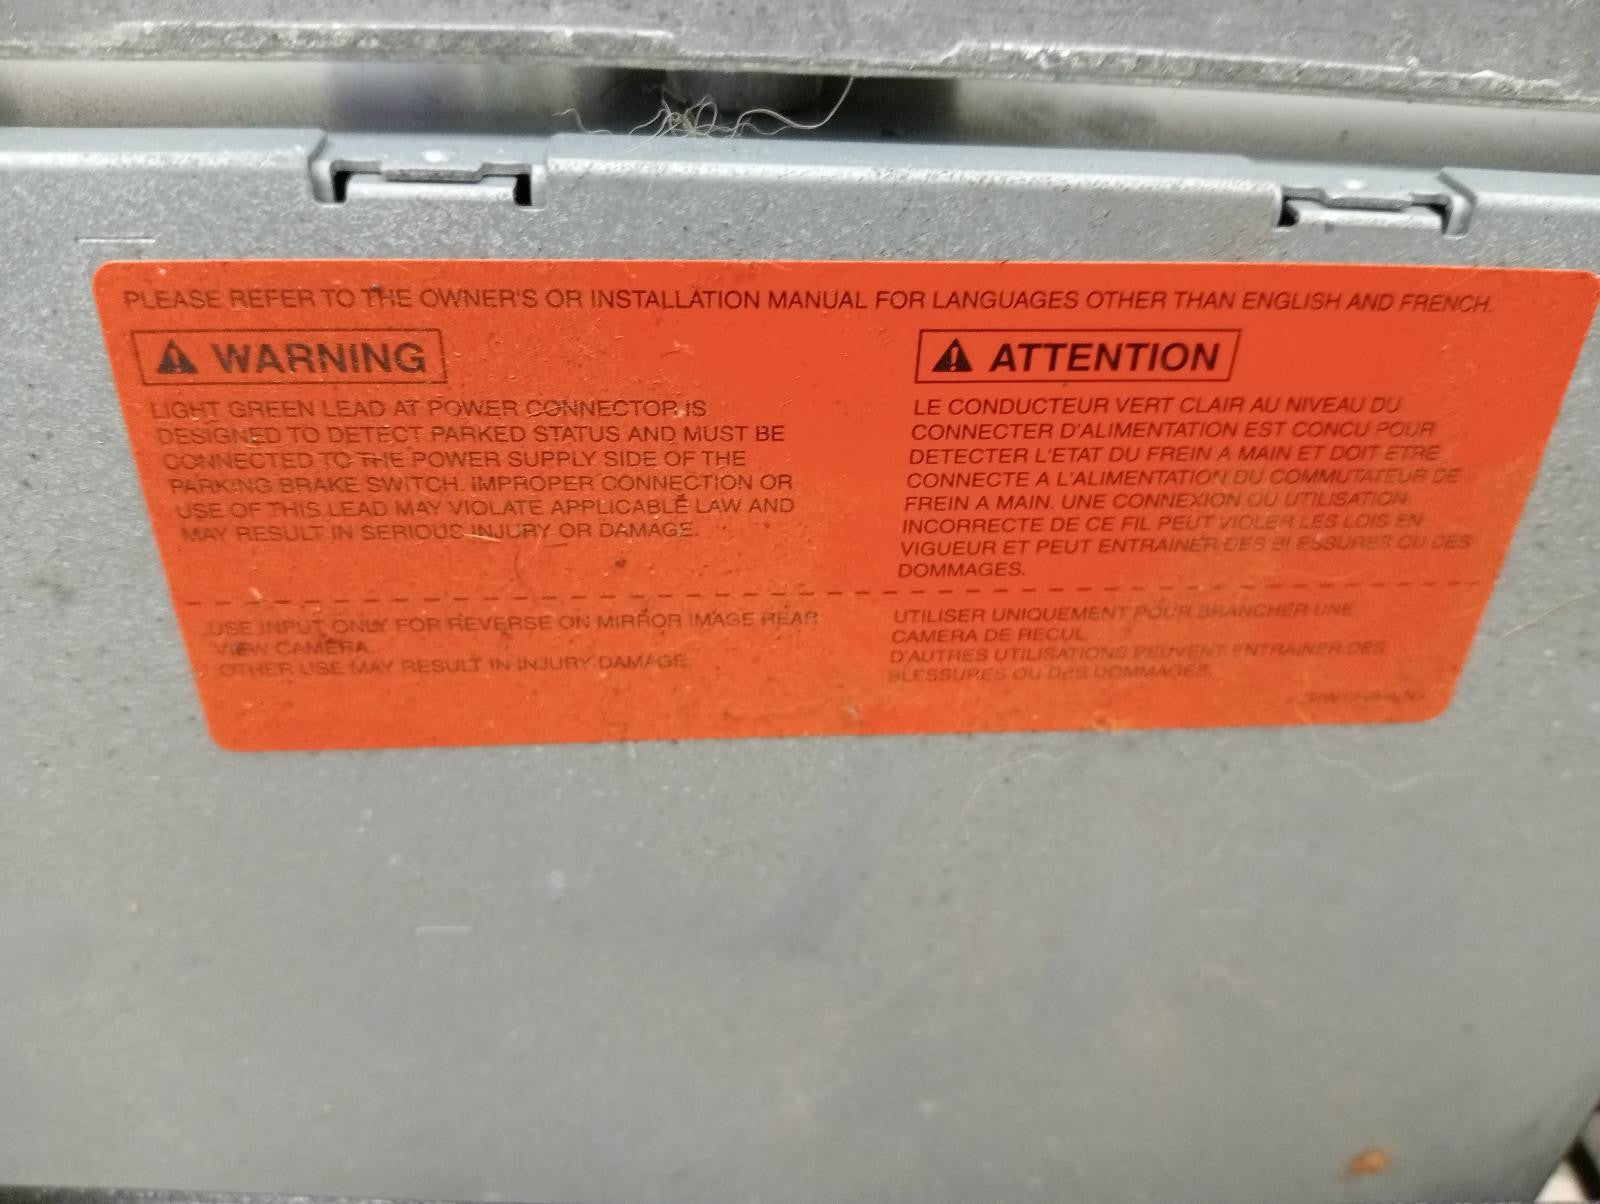 PLEASE REFER TO THE OWNER'S OR INSTALLATION MANUAL FOR LANGUAGES OTHER THAN ENGLISH AND FRENCH.
WARNING
LIGHT GREEN LEAD AT POWER CONNECTOR IS
DESIGNED TO DETECT PARKED STATUS AND MUST BE
CONNECTED TO THE POWER SUPPLY SIDE OF THE
PARKING BRAKE SWITCH. IMPROPER CONNECTION OR
USE OF THIS LEAD MAY VIOLATE APPLICABLE LAW AND
MAY RESULT IN SERIOUS INJURY OR DAMAGE.
USE INPUT ONLY FOR REVERSE ON MIRROR IMAGE REAR
VIEW CAMERA.
OTHER USE MAY RESULT IN INJURY DAMAGE
ATTENTION
LE CONDUCTEUR VERT CLAIR AU NIVEAU DU
CONNECTER D'ALIMENTATION EST CONCU POUR
DETECTER L'ETAT DU FREIN A MAIN ET DOIT ETRE
CONNECTE A L'ALIMENTATION DU COMMUTATEUR DE
FREIN A MAIN. UNE CONNEXION OU UTILISATION
INCORRECTE DE CE FIL PEUT VIOLER LES LOIS EN
VIGUEUR ET PEUT ENTRAINER DES BLESSURES OU DES
DOMMAGES.
UTILISER UNIQUEMENT POUR BRANCHER UNE
CAMERA DE RECUL
D'AUTRES UTILISATIONS PEUVENT ENTRAINER DES
BLESSURES OU DES DOMMAGES.